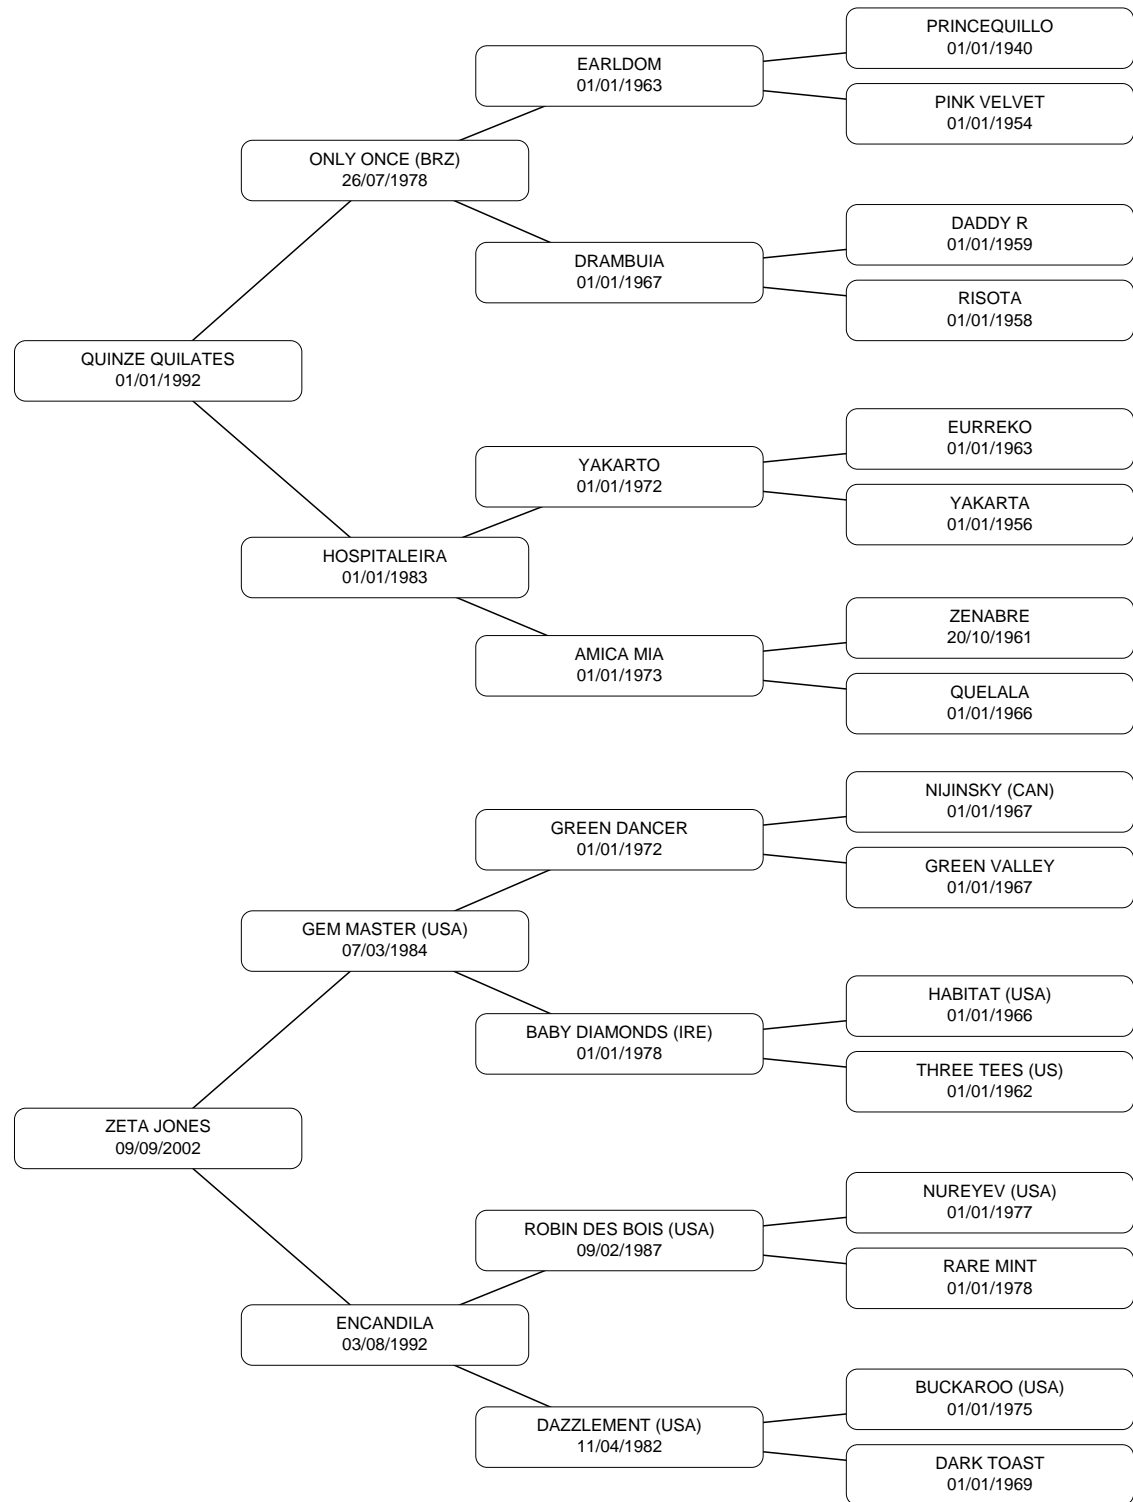 PRINCEQUILLO
01/01/1940
EARLDOM
01/01/1963
PINK VELVET
01/01/1954
ONLY ONCE (BRZ)
26/07/1978
DADDY R
01/01/1959
DRAMBUIA
01/01/1967
RISOTA
01/01/1958
QUINZE QUILATES
01/01/1992
EURREKO
01/01/1963
YAKARTO
01/01/1972
YAKARTA
01/01/1956
HOSPITALEIRA
01/01/1983
ZENABRE
20/10/1961
AMICA MIA
01/01/1973
QUELALA
01/01/1966
NIJINSKY (CAN)
01/01/1967
GREEN DANCER
01/01/1972
GREEN VALLEY
01/01/1967
GEM MASTER (USA)
07/03/1984
HABITAT (USA)
01/01/1966
BABY DIAMONDS (IRE)
01/01/1978
THREE TEES (US)
01/01/1962
ZETA JONES
09/09/2002
NUREYEV (USA)
01/01/1977
ROBIN DES BOIS (USA)
09/02/1987
RARE MINT
01/01/1978
ENCANDILA
03/08/1992
BUCKAROO (USA)
01/01/1975
DAZZLEMENT (USA)
11/04/1982
DARK TOAST
01/01/1969